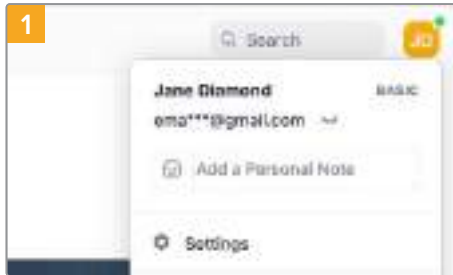 1
Search
JD
Jane Diamond BASIC
ema***@gmail.com
Add a Personal Note
Settings